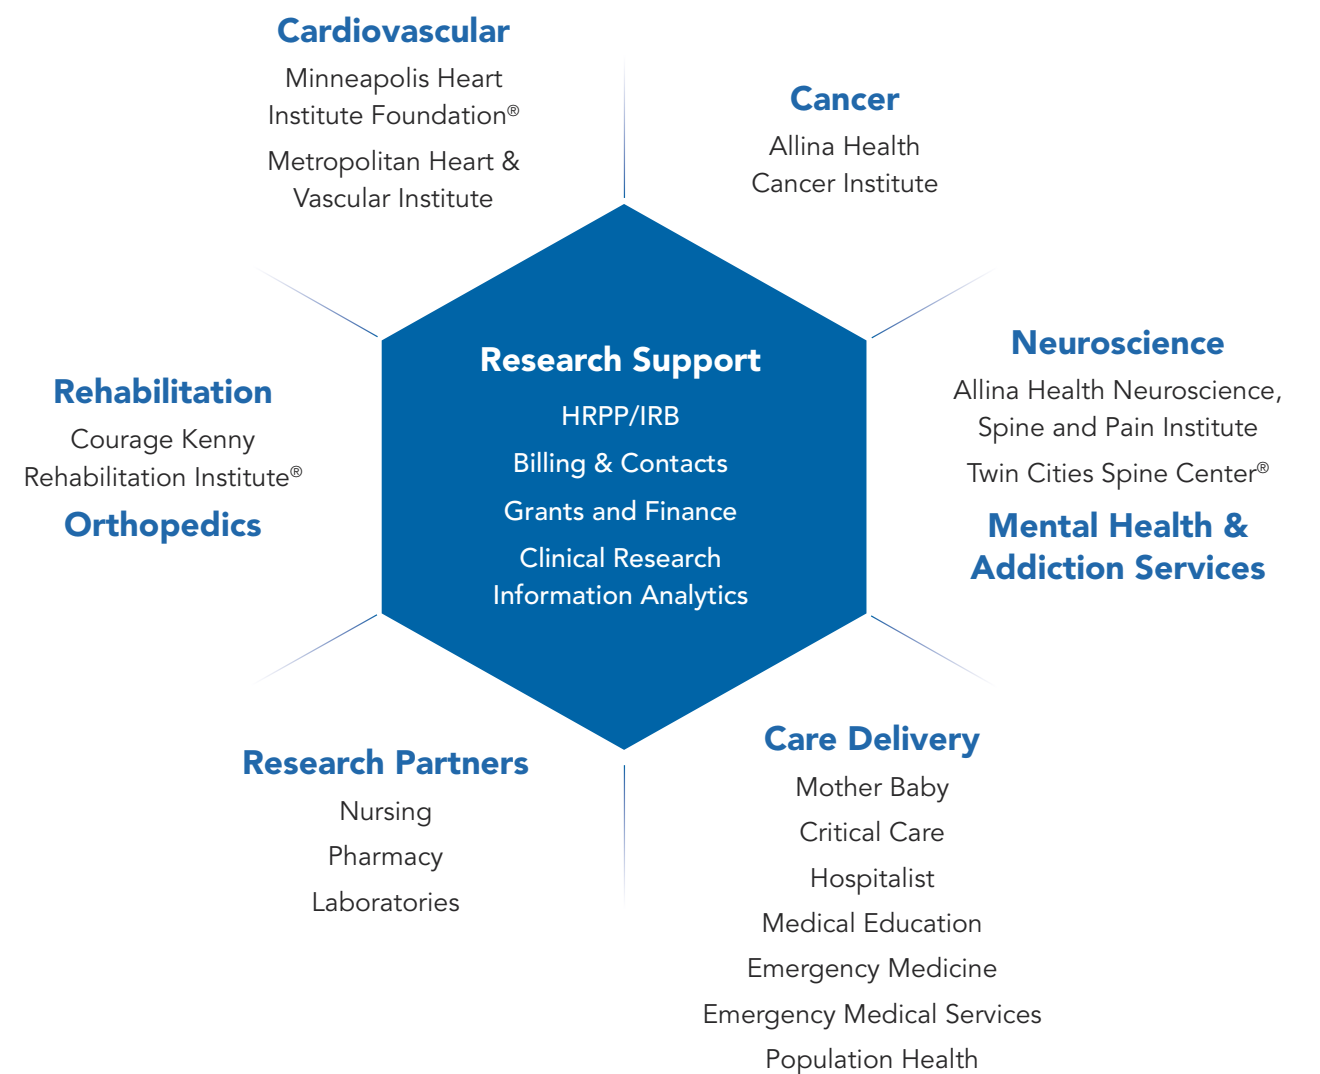 Cardiovascular
Minneapolis Heart
Institute Foundation®
Metropolitan Heart &
Vascular Institute
Cancer
Allina Health
Cancer Institute
Neuroscience
Allina Health Neuroscience,
Spine and Pain Institute
Twin Cities Spine Center®
Mental Health &
Addiction Services
Rehabilitation
Courage Kenny
Rehabilitation Institute®
Orthopedics
Research Support
HRPP/IRB
Billing & Contacts
Grants and Finance
Clinical Research
Information Analytics
Research Partners
Nursing
Pharmacy
Laboratories
Care Delivery
Mother Baby
Critical Care
Hospitalist
Medical Education
Emergency Medicine
Emergency Medical Services
Population Health